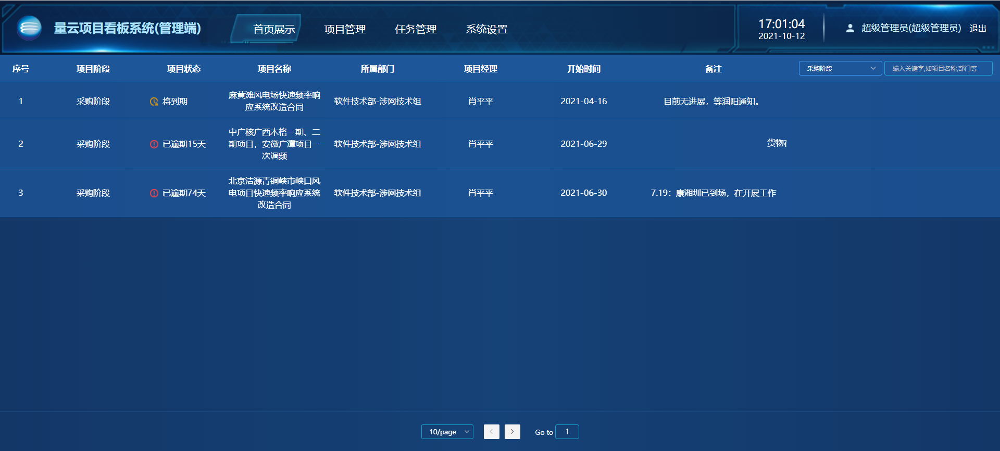 量云项目看板系统(管理端)
首页展示 项目管理 任务管理 系统设置
17:01:04
2021-10-12
超级管理员(超级管理员) 退出
序号 项目阶段 项目状态 项目名称 所属部门 项目经理 开始时间 备注 采购阶段 输入关键字,如项目名称,部门等
1 采购阶段 将到期 麻黄滩风电场快速频率响
应系统改造合同 软件技术部-涉网技术组 肖平平 2021-04-16 目前无进展，等润阳通知。
2 采购阶段 已逾期15天 中广核广西木格一期、二
期项目，安徽广潭项目一
次调频 软件技术部-涉网技术组 肖平平 2021-06-29 货物
3 采购阶段 已逾期74天 北京洁源青铜峡市峡口风
电项目快速频率响应系统
改造合同 软件技术部-涉网技术组 肖平平 2021-06-30 7.19：康湘圳已到场，在开展工作
10/page Go to 1